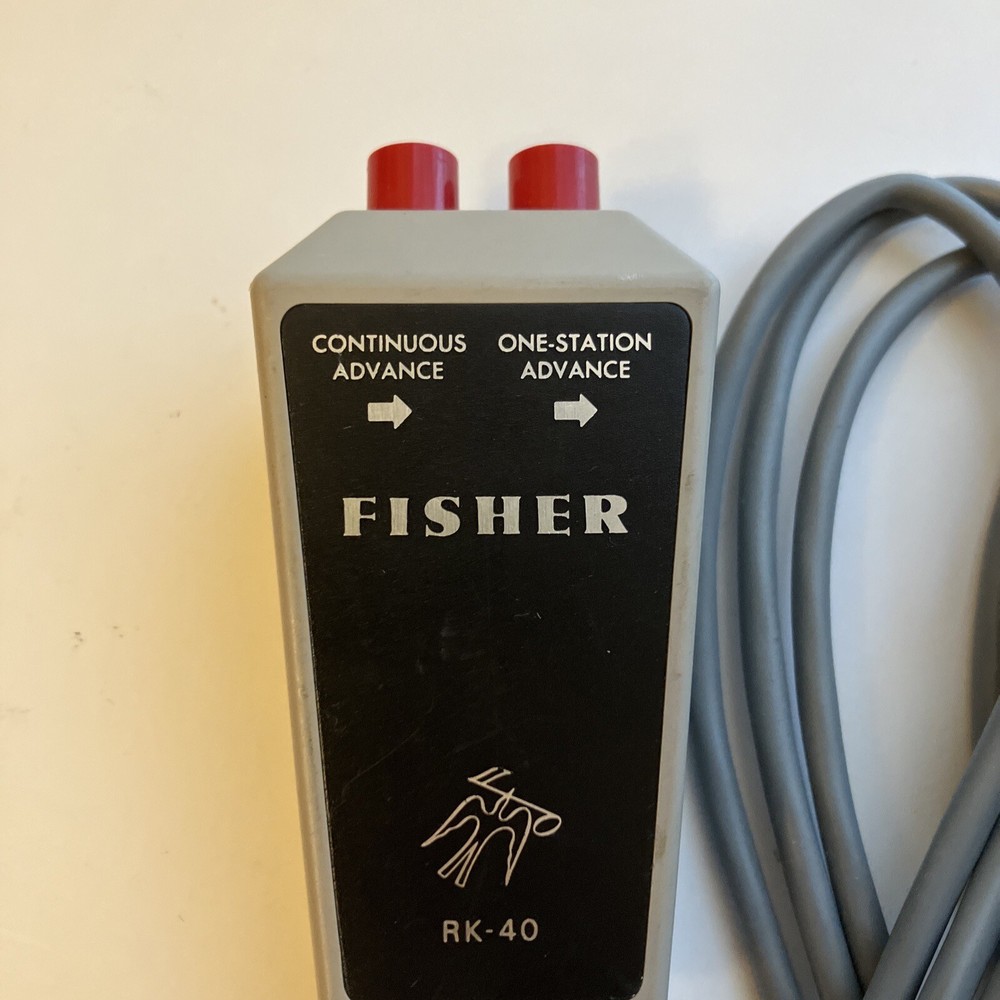 CONTINUOUS ADVANCE
ONE-STATION ADVANCE
FISHER
RK-40